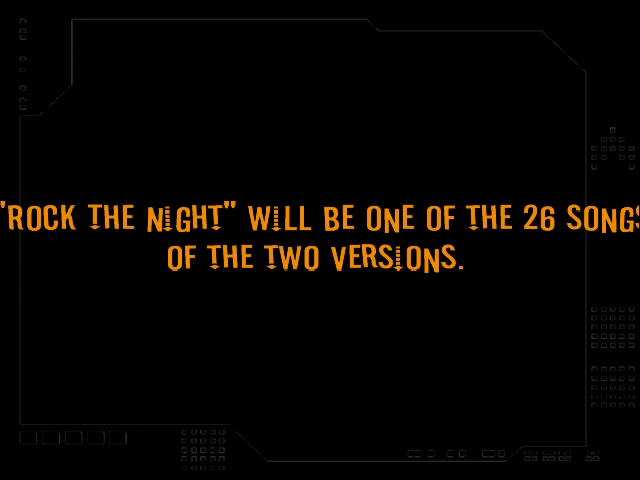 "ROCK THE NIGHT" WILL BE ONE OF THE 26 SONGS
OF THE TWO VERSIONS.